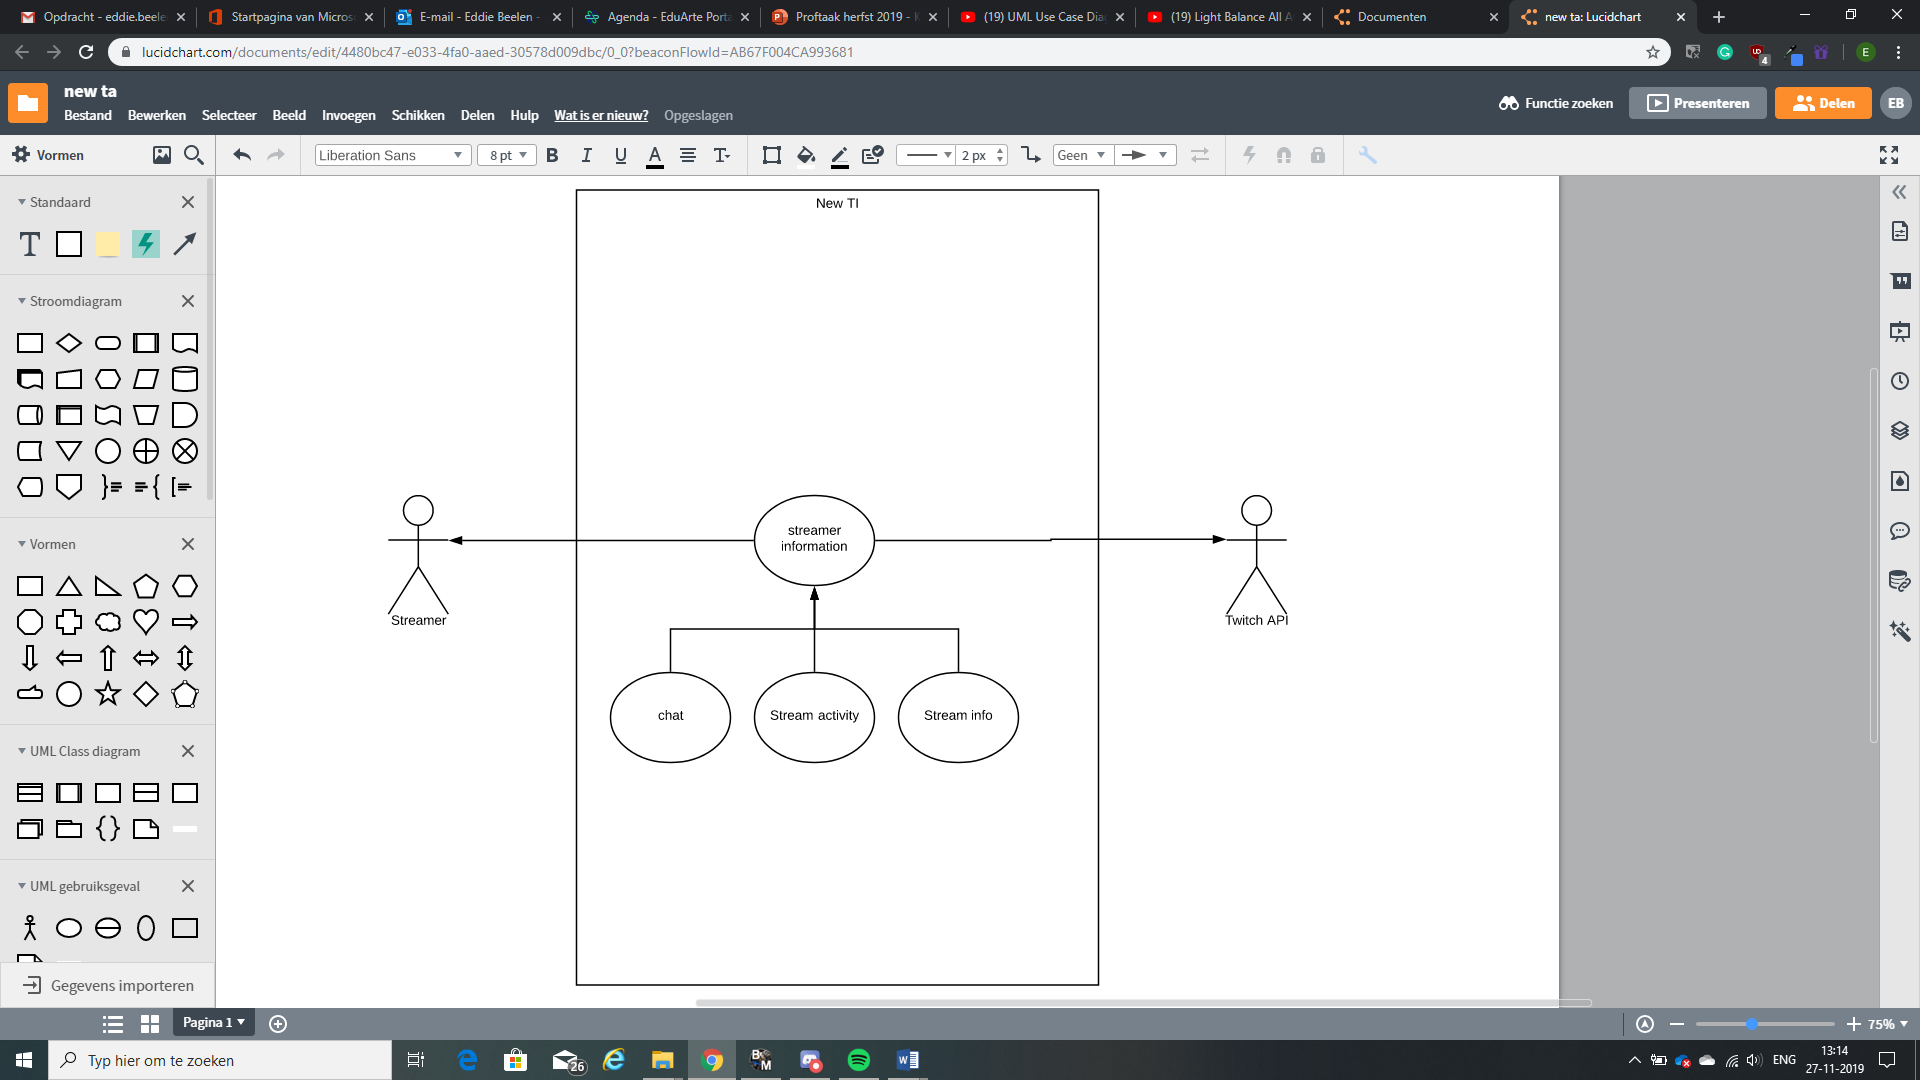 Opdracht - eddie.beele
Startpagina van Micros
E-mail - Eddie Beelen -
Agenda - EduArte Porta
Proftaak herfst 2019 -
(19) UML Use Case Dia
(19) Light Balance All A
Documenten
new ta: Lucidchart
lucidchart.com/documents/edit/4480bc47-e033-4fa0-aaed-30578d009dbc/0_0?beaconFlowId=AB67F004CA993681
4
E
new ta
Bestand Bewerken Selecteer Beeld Invoegen Schikken Delen Hulp Wat is er nieuw? Opgeslagen
Functie zoeken
Presenteren
Delen
EB
Vormen
Liberation Sans
8 pt
B I U A T
2 px
Geen
Standaard
T
Stroomdiagram
Vormen
UML Class diagram
UML gebruiksgeval
Gegevens importeren
New TI
streamer
information
Streamer
Twitch API
chat
Stream activity
Stream info
Pagina 1
75%
Typ hier om te zoeken
26
ENG
13:14
27-11-2019